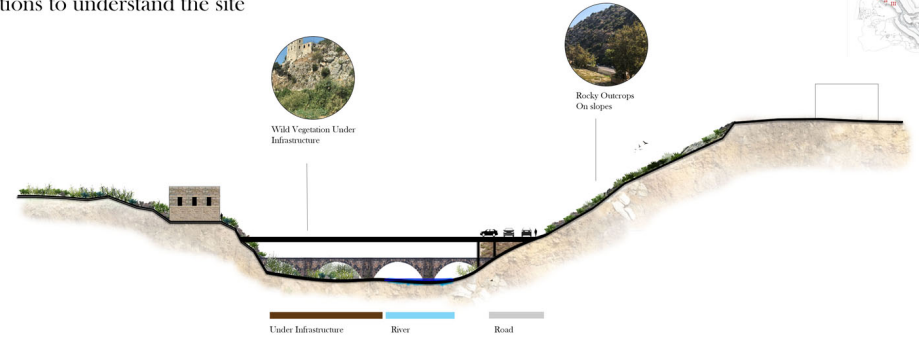 tions to understand the site
Rocky Outcrops
On slopes
Wild Vegetation Under
Infrastructure
Under Infrastructure
River
Road